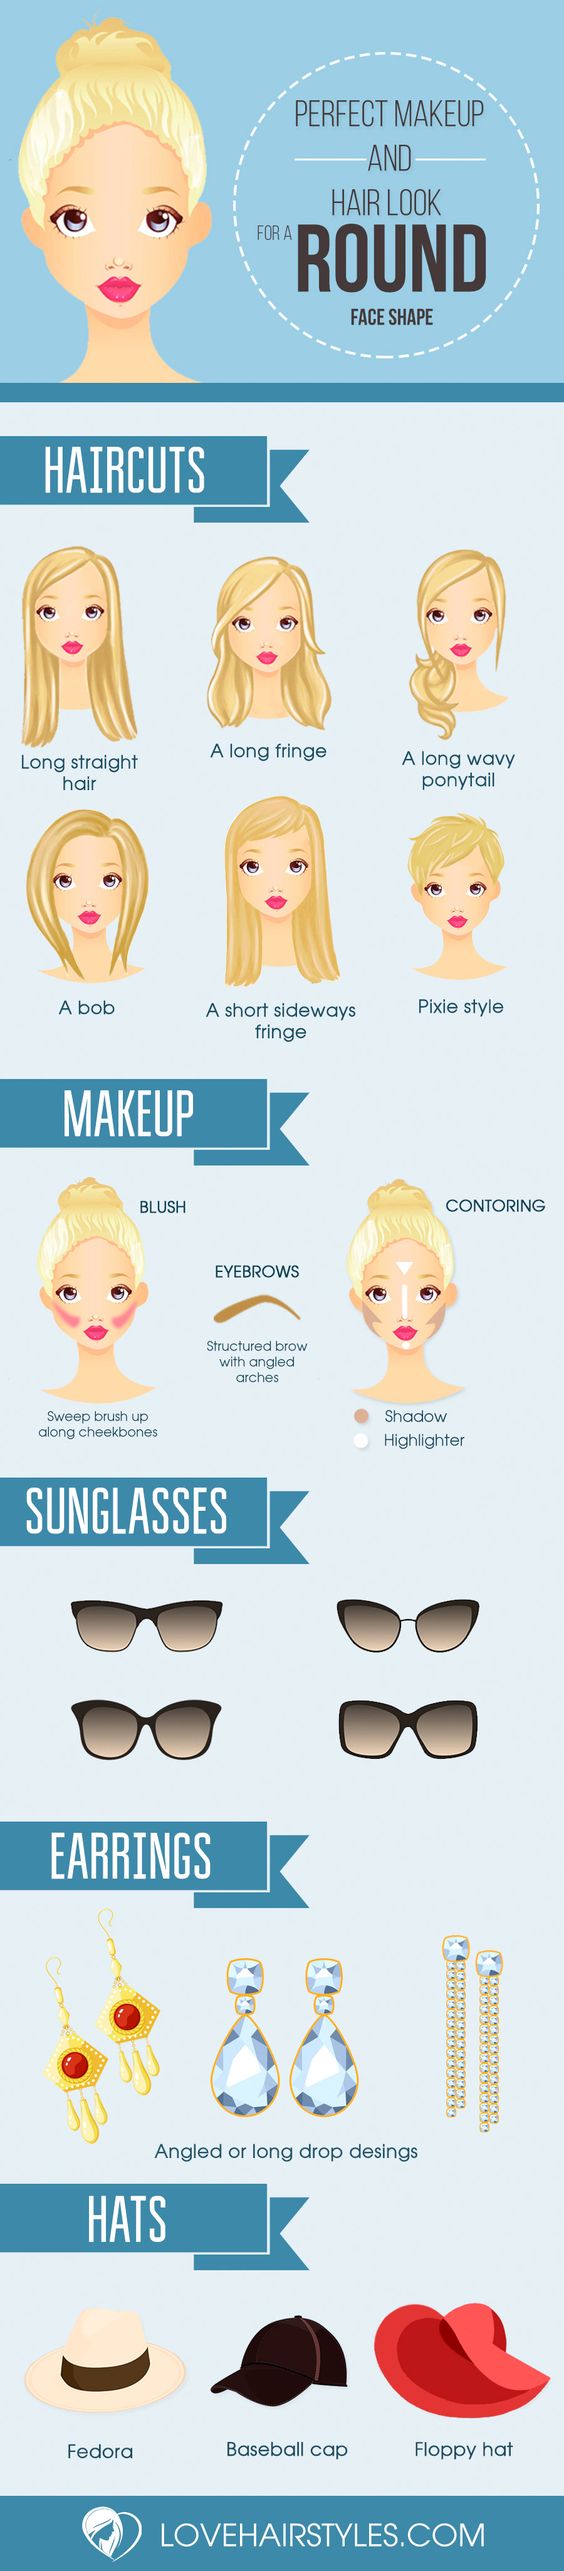 PERFECT MAKEUP
AND
HAIR LOOK
FOR A ROUND
FACE SHAPE
HAIRCUTS
Long straight
hair
A long fringe
A long wavy
ponytail
A bob
A short sideways
fringe
Pixie style
MAKEUP
BLUSH
Sweep brush up
along cheekbones
EYEBROWS
Structured brow
with angled
arches
CONTORING
Shadow
Highlighter
SUNGLASSES
EARRINGS
Angled or long drop desings
HATS
Fedora
Baseball cap
Floppy hat
LOVEHAIRSTYLES.COM